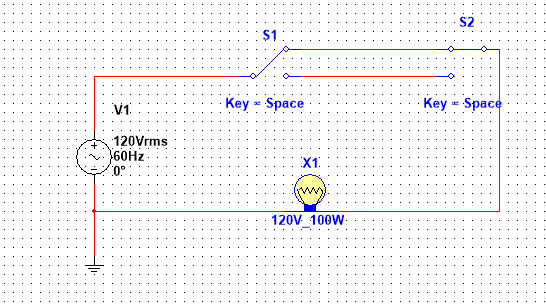 S2
S1
Key = Space
Key = Space
V1
120Vrms
60Hz
0°
X1
120V_100W